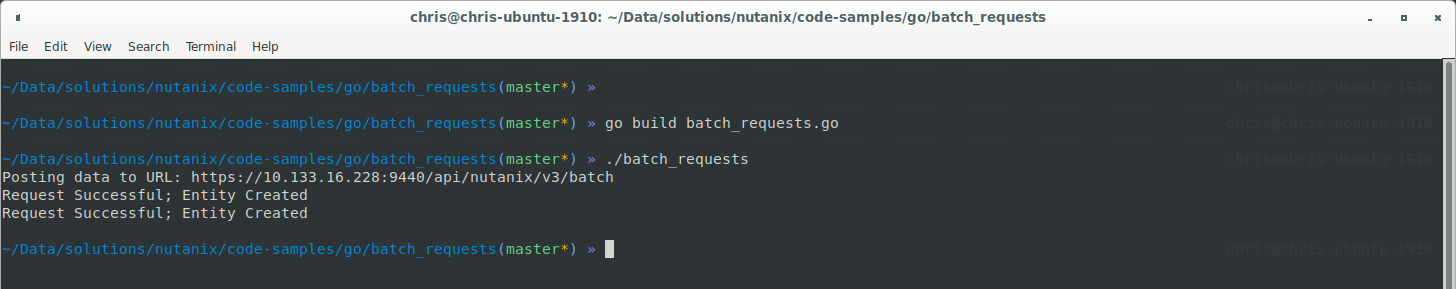 chris@chris-ubuntu-1910: ~/Data/solutions/nutanix/code-samples/go/batch_requests
File Edit View Search Terminal Help
~/Data/solutions/nutanix/code-samples/go/batch_requests(master*) » chris@chris-ubuntu-1910
~/Data/solutions/nutanix/code-samples/go/batch_requests(master*) » go build batch_requests.go chris@chris-ubuntu-1910
~/Data/solutions/nutanix/code-samples/go/batch_requests(master*) » ./batch_requests chris@chris-ubuntu-1910
Posting data to URL: https://10.133.16.228:9440/api/nutanix/v3/batch
Request Successful; Entity Created
Request Successful; Entity Created
~/Data/solutions/nutanix/code-samples/go/batch_requests(master*) » chris@chris-ubuntu-1910